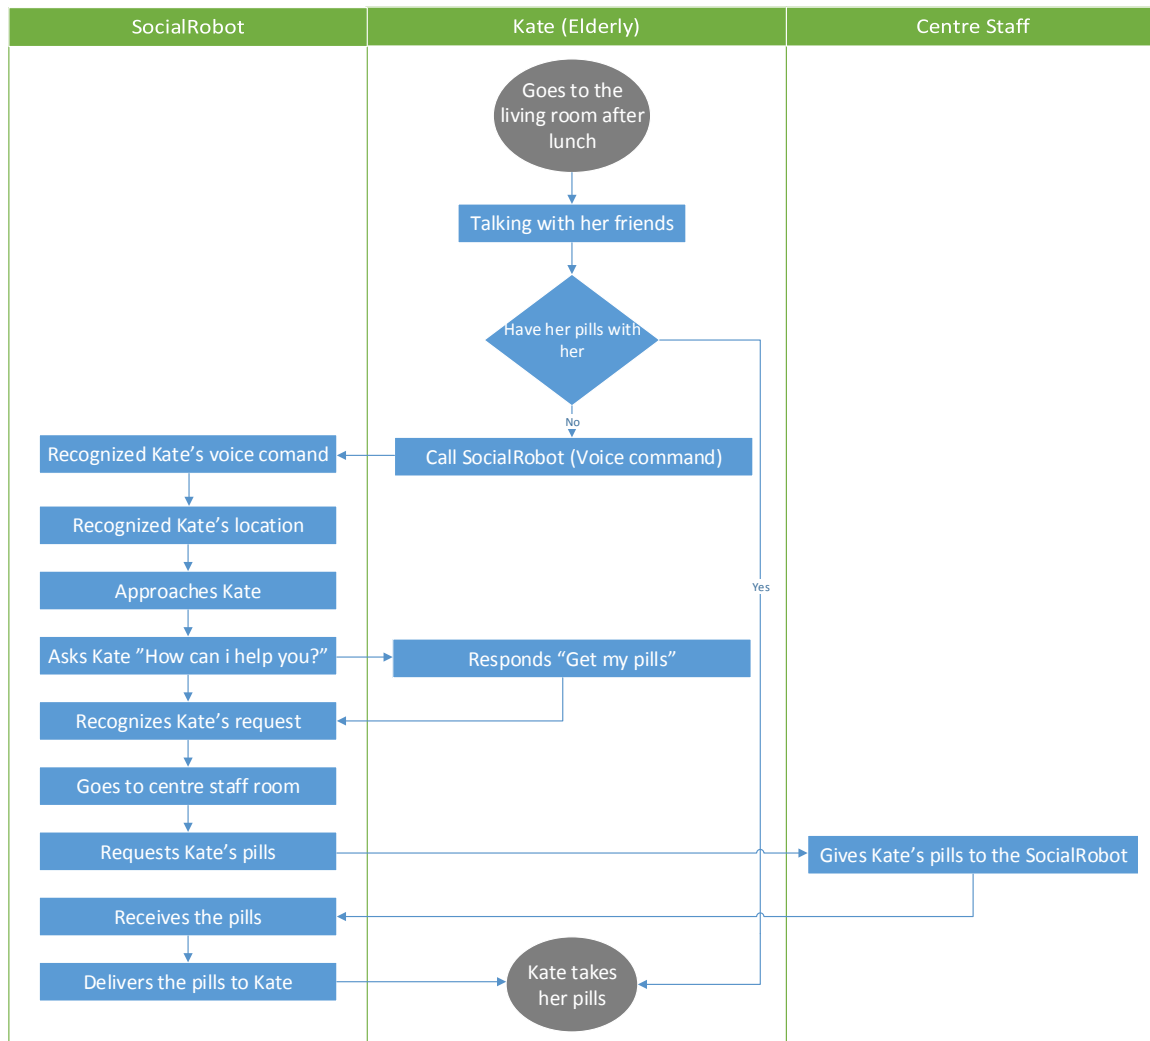 SocialRobot
Kate (Elderly)
Centre Staff
Goes to the
living room after
lunch
Talking with her friends
Have her pills with
her
No
Yes
Call SocialRobot (Voice command)
Recognized Kate’s voice comand
Recognized Kate’s location
Approaches Kate
Asks Kate ”How can i help you?”
Responds “Get my pills”
Recognizes Kate’s request
Goes to centre staff room
Requests Kate’s pills
Gives Kate’s pills to the SocialRobot
Receives the pills
Delivers the pills to Kate
Kate takes
her pills